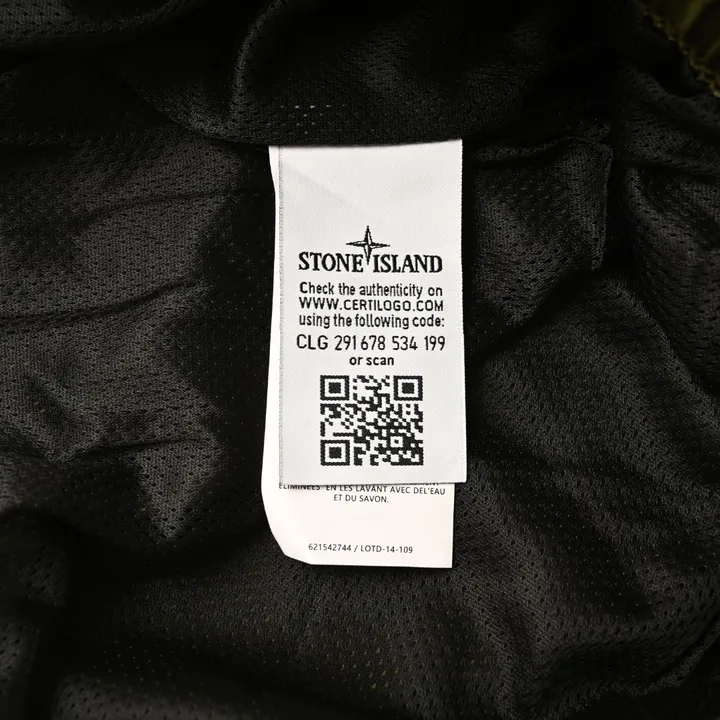 STONE ISLAND
Check the authenticity on
WWW.CERTILOGO.COM
using the following code:
CLG 291 678 534 199
or scan
EN LES LAVANT AVEC DEL'EAU
ET DU SAVON.
621542744 / LOTD-14-109